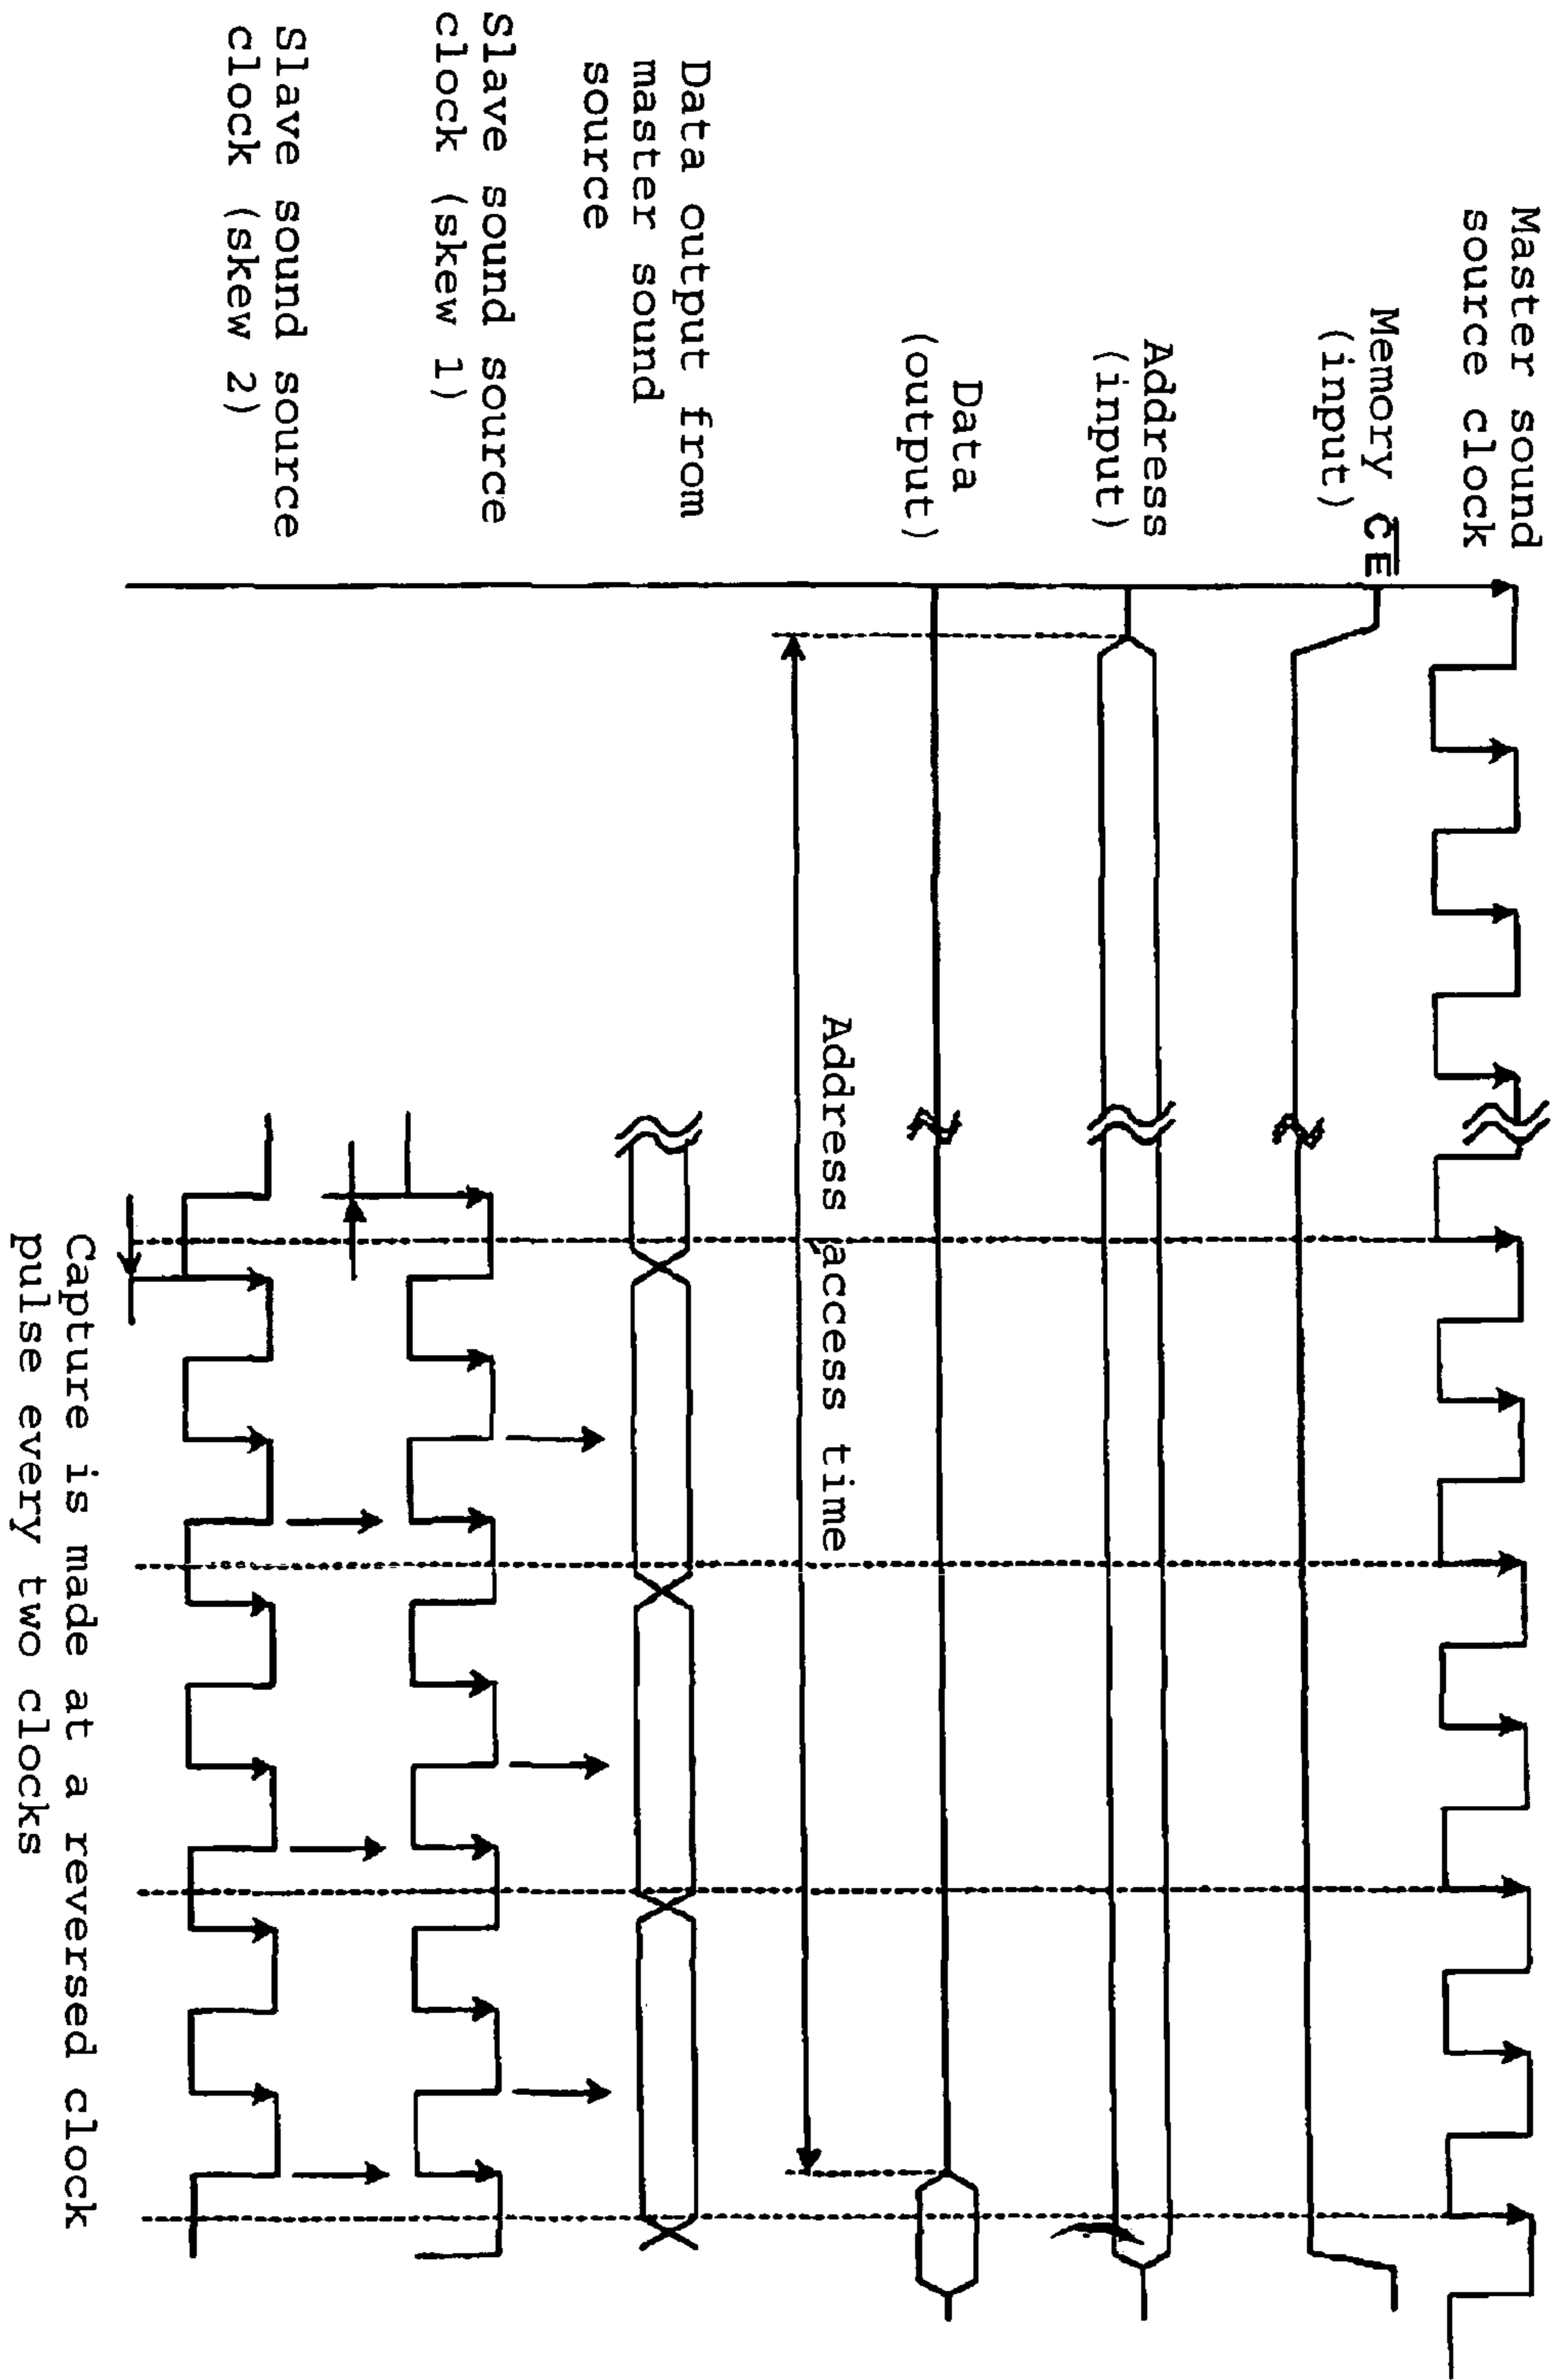 Master sound
source clock
Memory CE
(input)
Address
(input)
Data
(output)
Address access time
Data output from
master sound
source
Slave sound source
clock (skew 1)
Slave sound source
clock (skew 2)
Capture is made at a reversed clock
pulse every two clocks